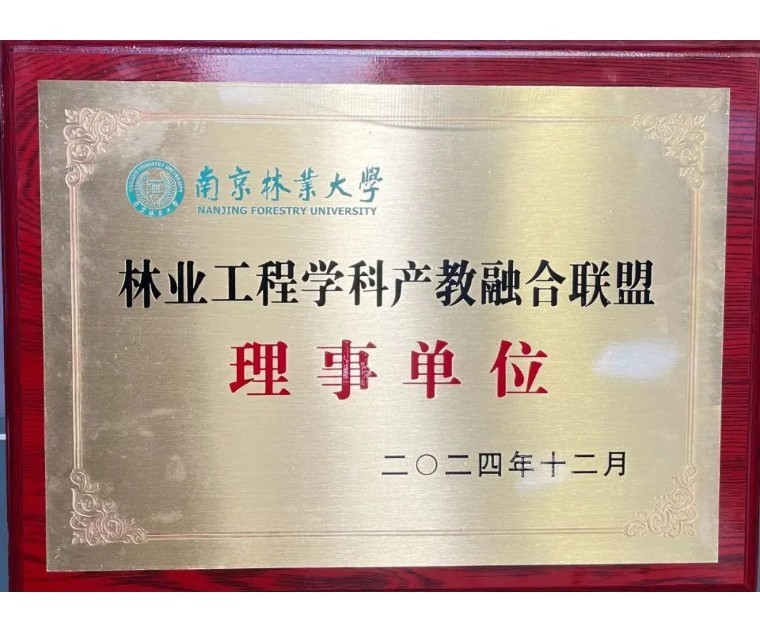 南京林業大學
NANJING FORESTRY UNIVERSITY
林业工程学科产教融合联盟
理事单位
二〇二四年十二月